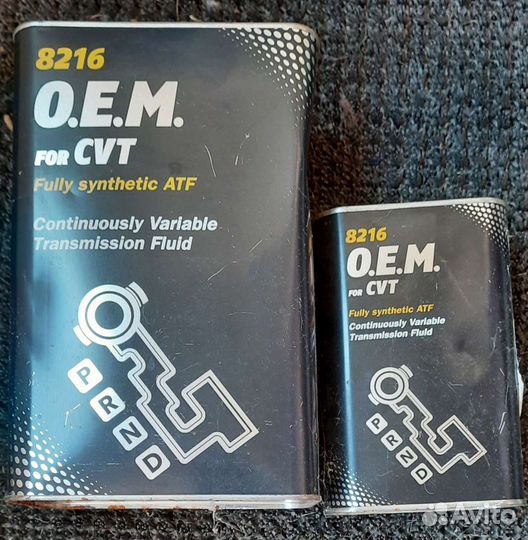 8216
O.E.M.
FOR CVT
Fully synthetic ATF
Continuously Variable
Transmission Fluid
P
R
N
D
8216
O.E.M.
FOR CVT
Fully synthetic ATF
Continuously Variable
Transmission Fluid
P
R
N
D
Avito